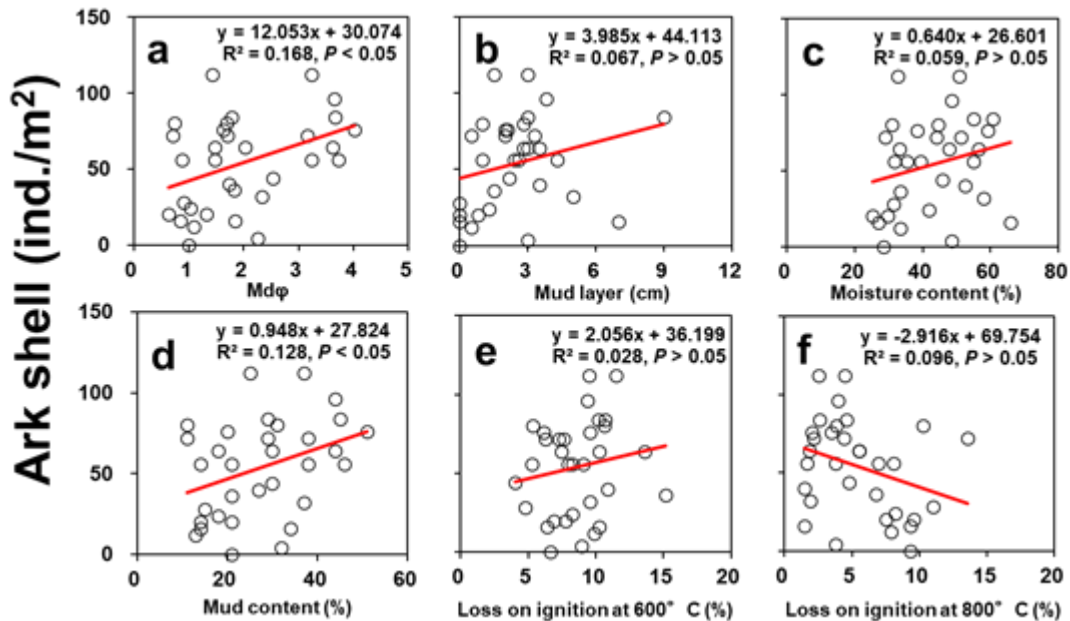 Ark shell (ind./m²)
150
100
50
0
a
y = 12.053x + 30.074
R² = 0.168, P < 0.05
0 1 2 3 4 5
Mdφ
b
y = 3.985x + 44.113
R² = 0.067, P > 0.05
0 3 6 9 12
Mud layer (cm)
c
y = 0.640x + 26.601
R² = 0.059, P > 0.05
0 20 40 60 80
Moisture content (%)
150
100
50
0
d
y = 0.948x + 27.824
R² = 0.128, P < 0.05
0 20 40 60
Mud content (%)
e
y = 2.056x + 36.199
R² = 0.028, P > 0.05
0 5 10 15 20
Loss on ignition at 600° C (%)
f
y = -2.916x + 69.754
R² = 0.096, P > 0.05
0 5 10 15 20
Loss on ignition at 800° C (%)